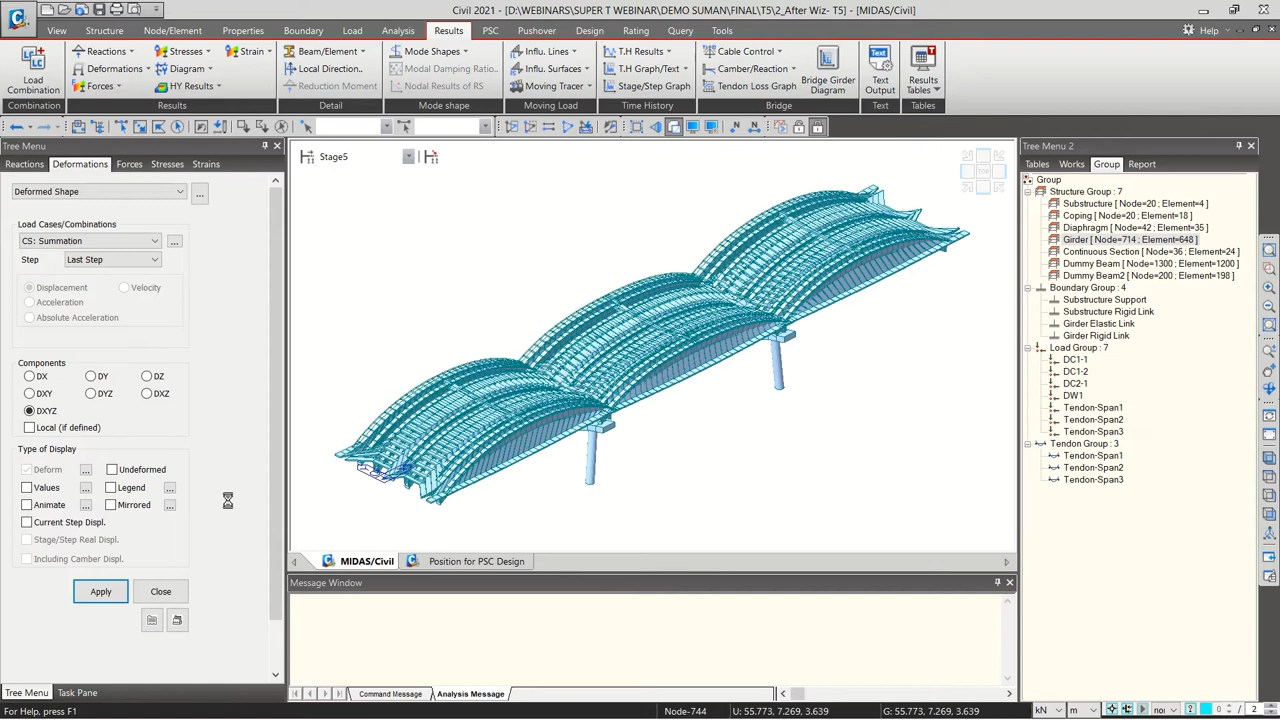 Civil 2021 - [D:\WEBINARS\SUPER T WEBINAR\DEMO SUMAN\FINAL\T5\2_After Wiz- T5] - [MIDAS/Civil]
View Structure Node/Element Properties Boundary Load Analysis Results PSC Pushover Design Rating Query Tools Help
Load Combination
Reactions
Deformations
Forces
Stresses
Diagram
HY Results
Strain
Beam/Element
Local Direction..
Reduction Moment
Mode Shapes
Modal Damping Ratio..
Nodal Results of RS
Influ. Lines
Influ. Surfaces
Moving Tracer
T.H Results
T.H Graph/Text
Stage/Step Graph
Cable Control
Camber/Reaction
Tendon Loss Graph
Bridge Girder Diagram
Text
Text Output
Results Tables
Combination Results Detail Mode shape Moving Load Time History Bridge Text Tables
Tree Menu
Reactions Deformations Forces Stresses Strains
Deformed Shape
...
Load Cases/Combinations
CS: Summation
...
Step Last Step
Displacement Velocity
Acceleration
Absolute Acceleration
Components
DX DY DZ
DXY DYZ DXZ
DXYZ
Local (if defined)
Type of Display
Deform ... Undeformed
Values ... Legend ...
Animate ... Mirrored ...
Current Step Displ.
Stage/Step Real Displ.
Including Camber Displ.
Apply Close
Tree Menu Task Pane
Stage5
TOP
MIDAS/Civil Position for PSC Design
Message Window
Command Message Analysis Message
Tree Menu 2
Tables Works Group Report
Group
Structure Group : 7
Substructure [ Node=20 ; Element=4 ]
Coping [ Node=20 ; Element=18 ]
Diaphragm [ Node=42 ; Element=35 ]
Girder [ Node=714 ; Element=648 ]
Continuous Section [ Node=36 ; Element=24 ]
Dummy Beam [ Node=1300 ; Element=1200 ]
Dummy Beam2 [ Node=200 ; Element=198 ]
Boundary Group : 4
Substructure Support
Substructure Rigid Link
Girder Elastic Link
Girder Rigid Link
Load Group : 7
DC1-1
DC1-2
DC2-1
DW1
Tendon-Span1
Tendon-Span2
Tendon-Span3
Tendon Group : 3
Tendon-Span1
Tendon-Span2
Tendon-Span3
For Help, press F1
Node-744 U: 55.773, 7.269, 3.639 G: 55.773, 7.269, 3.639 kN m non 0 / 2